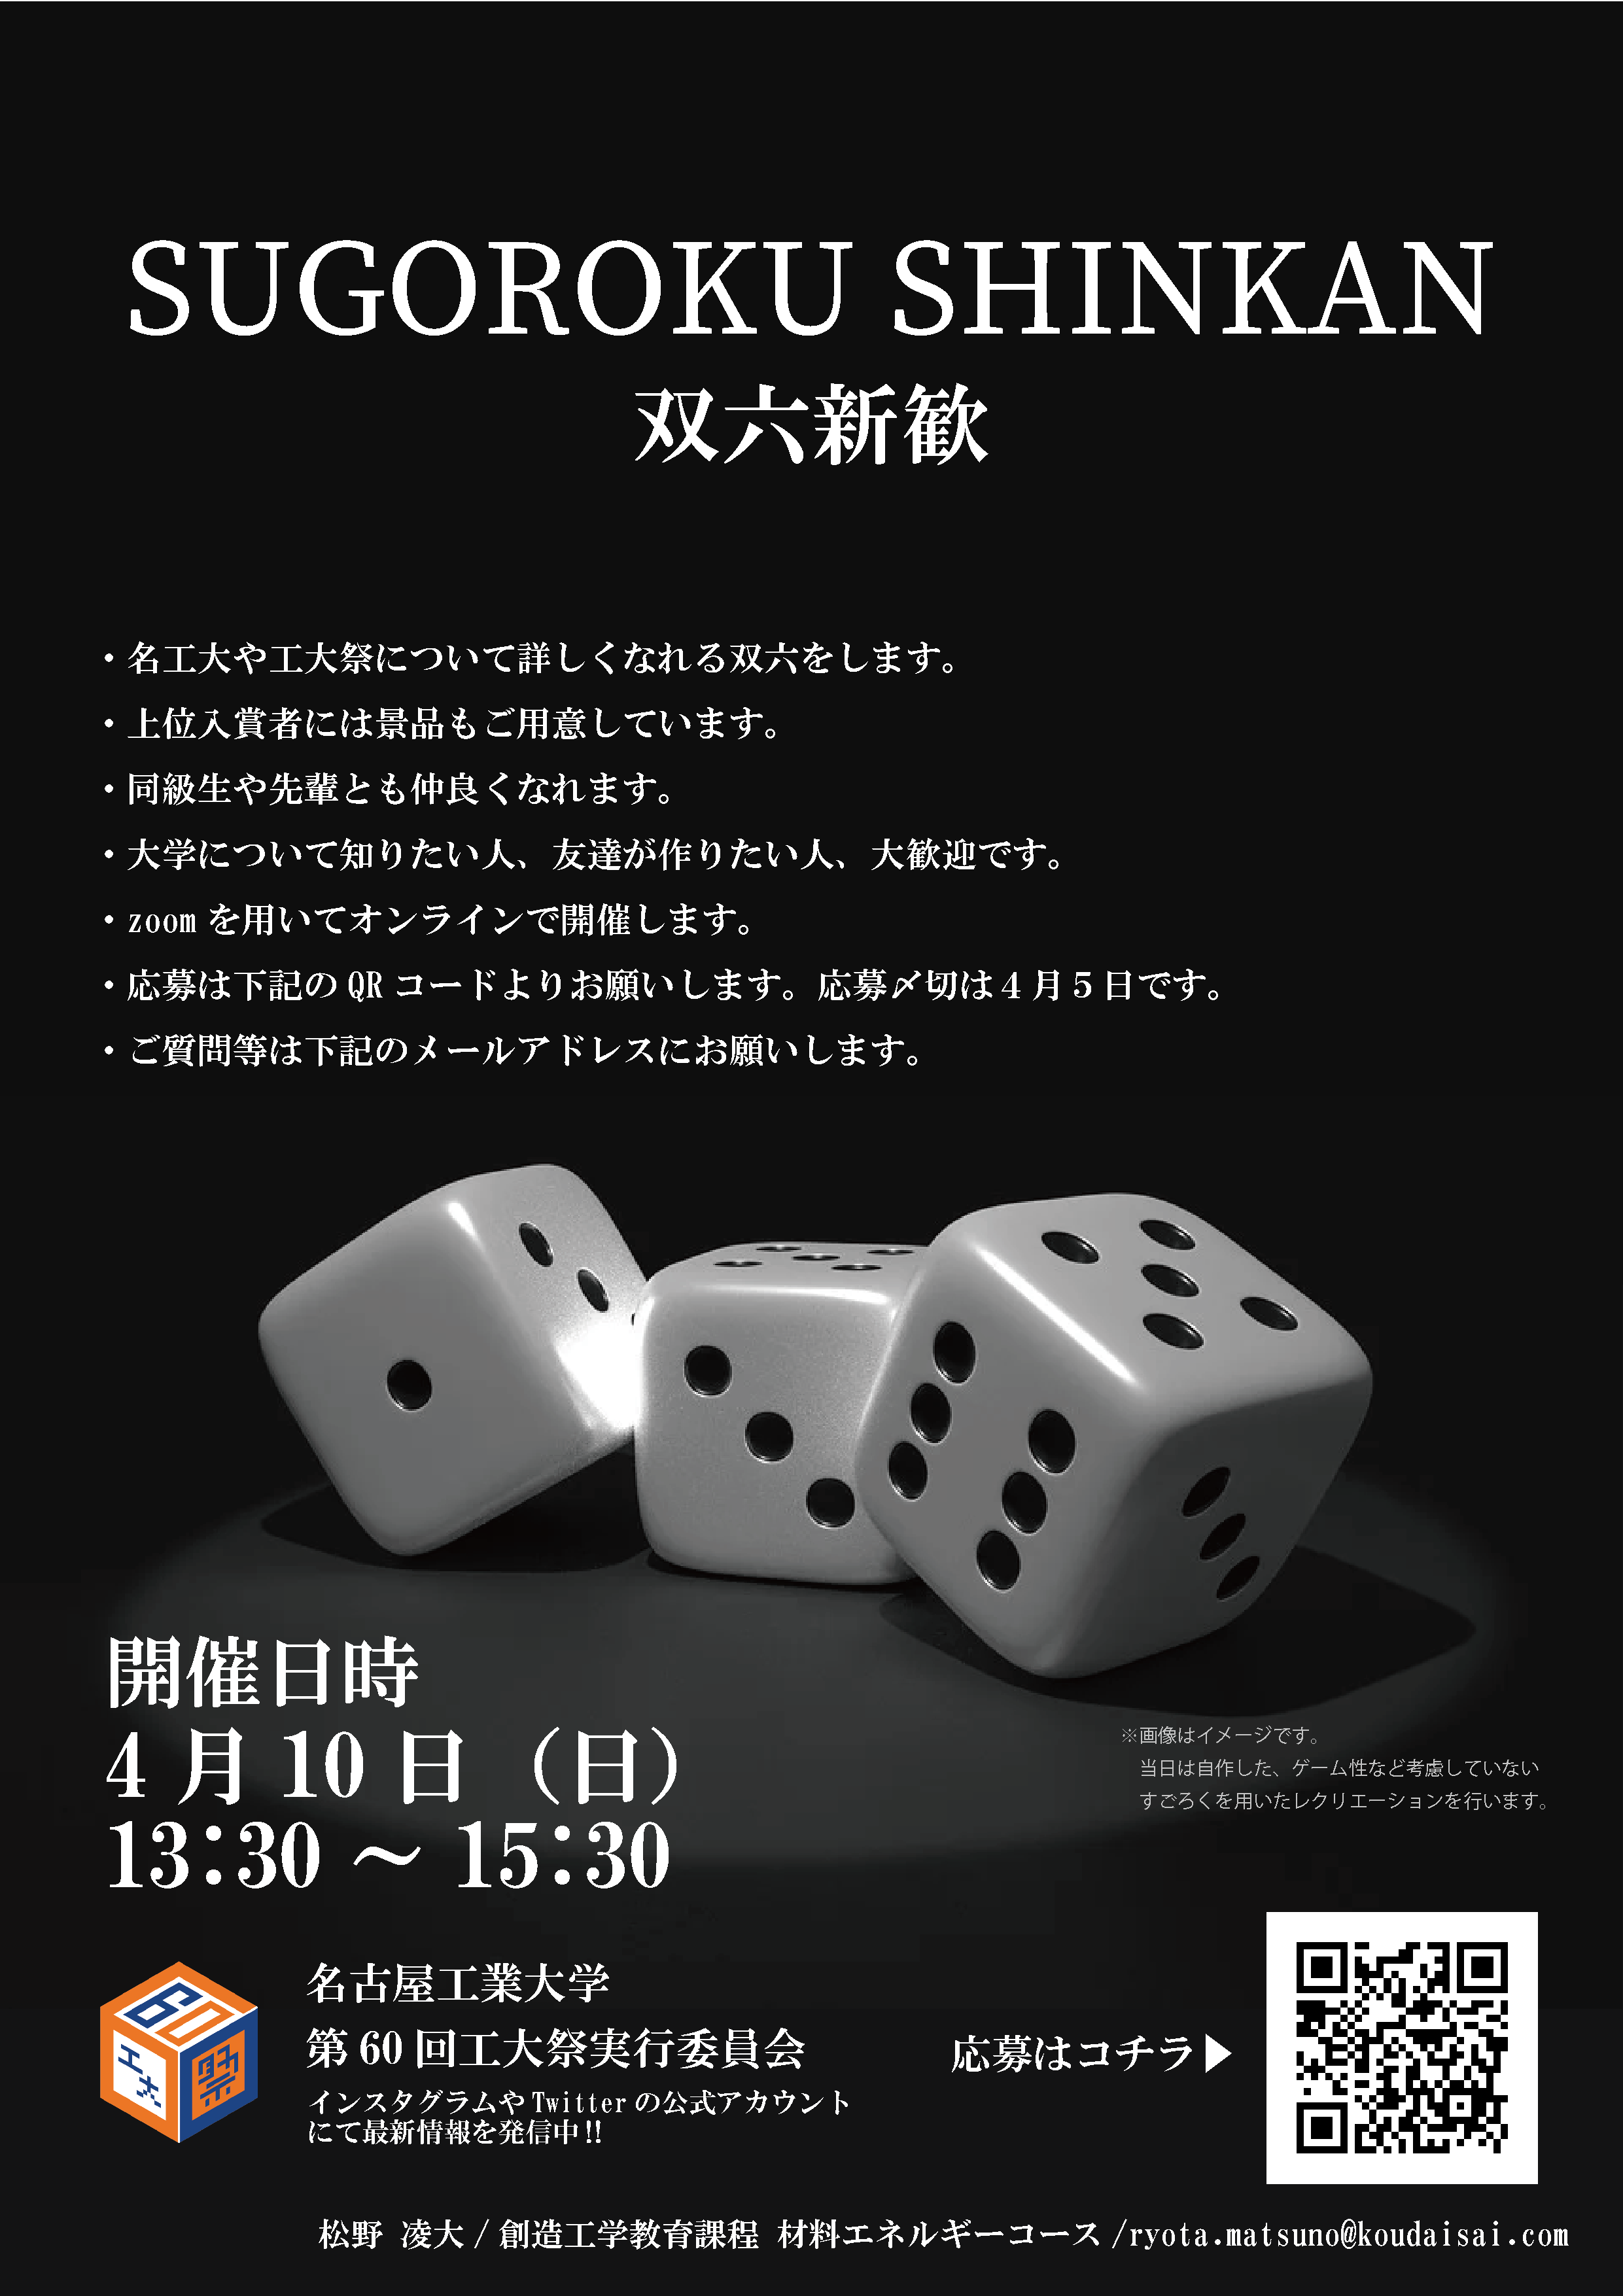 SUGOROKU SHINKAN
双六新歓
・名工大や工大祭について詳しくなれる双六をします。
・上位入賞者には景品もご用意しています。
・同級生や先輩とも仲良くなれます。
・大学について知りたい人、友達が作りたい人、大歓迎です。
・zoom を用いてオンラインで開催します。
・応募は下記の QR コードよりお願いします。応募〆切は４月５日です。
・ご質問等は下記のメールアドレスにお願いします。
開催日時
4 月 10 日（日）
13:30 ～ 15:30
※画像はイメージです。
当日は自作した、ゲーム性など考慮していない
すごろくを用いたレクリエーションを行います。
60
工大
祭
名古屋工業大学
第 60 回工大祭実行委員会
インスタグラムや Twitter の公式アカウント
にて最新情報を発信中 !!
応募はコチラ▶
松野 凌大 / 創造工学教育課程 材料エネルギーコース /ryota.matsuno@koudaisai.com